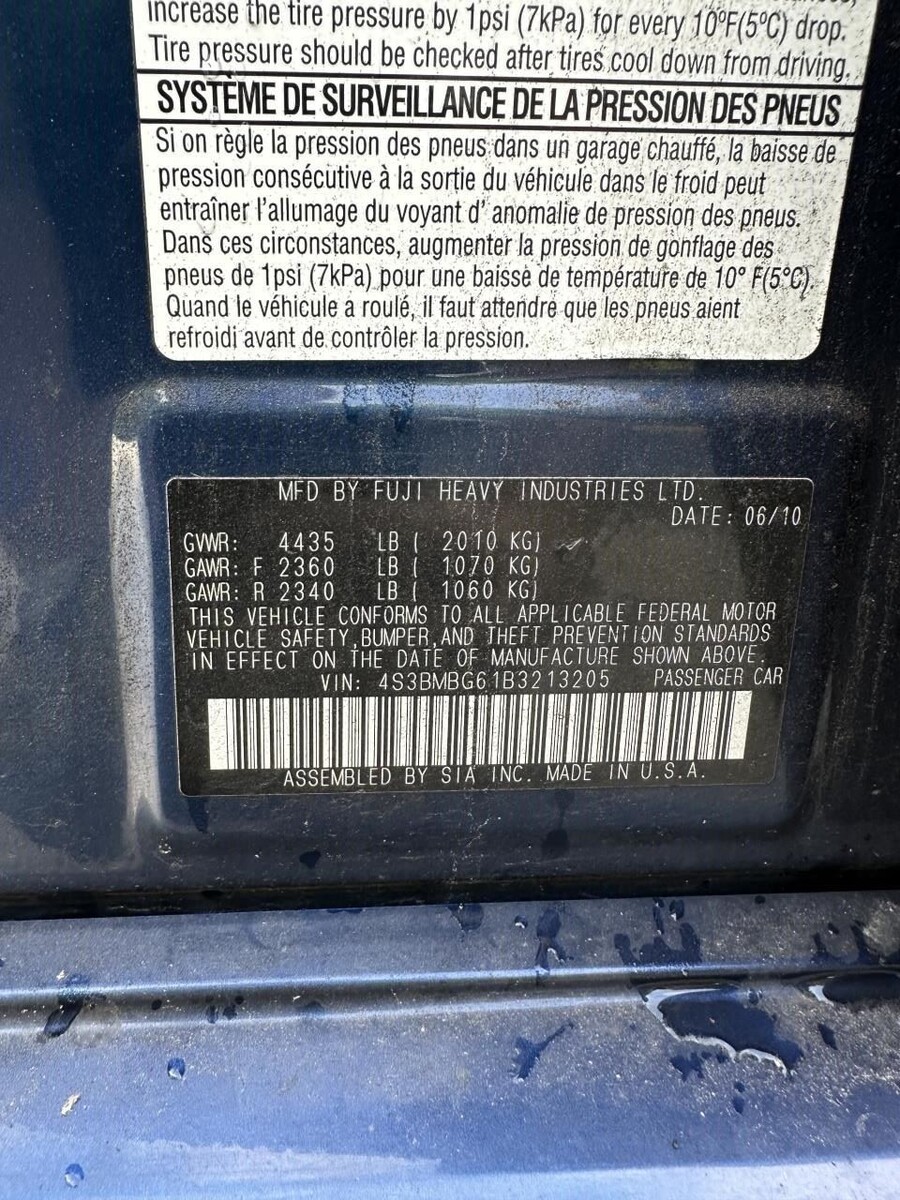 increase the tire pressure by 1psi (7kPa) for every 10ºF(5ºC) drop.
Tire pressure should be checked after tires cool down from driving.
SYSTÈME DE SURVEILLANCE DE LA PRESSION DES PNEUS
Si on règle la pression des pneus dans un garage chauffé, la baisse de
pression consécutive à la sortie du véhicule dans le froid peut
entraîner l'allumage du voyant d' anomalie de pression des pneus.
Dans ces circonstances, augmenter la pression de gonflage des
pneus de 1psi (7kPa) pour une baisse de température de 10° F(5°C).
Quand le véhicule a roulé, il faut attendre que les pneus aient
refroidi avant de contrôler la pression.
MFD BY FUJI HEAVY INDUSTRIES LTD.
DATE: 06/10
GVWR: 4435 LB ( 2010 KG)
GAWR: F 2360 LB ( 1070 KG)
GAWR: R 2340 LB ( 1060 KG)
THIS VEHICLE CONFORMS TO ALL APPLICABLE FEDERAL MOTOR
VEHICLE SAFETY,BUMPER,AND THEFT PREVENTION STANDARDS
IN EFFECT ON THE DATE OF MANUFACTURE SHOWN ABOVE.
VIN: 4S3BMBG61B3213205 PASSENGER CAR
ASSEMBLED BY SIA INC. MADE IN U.S.A.